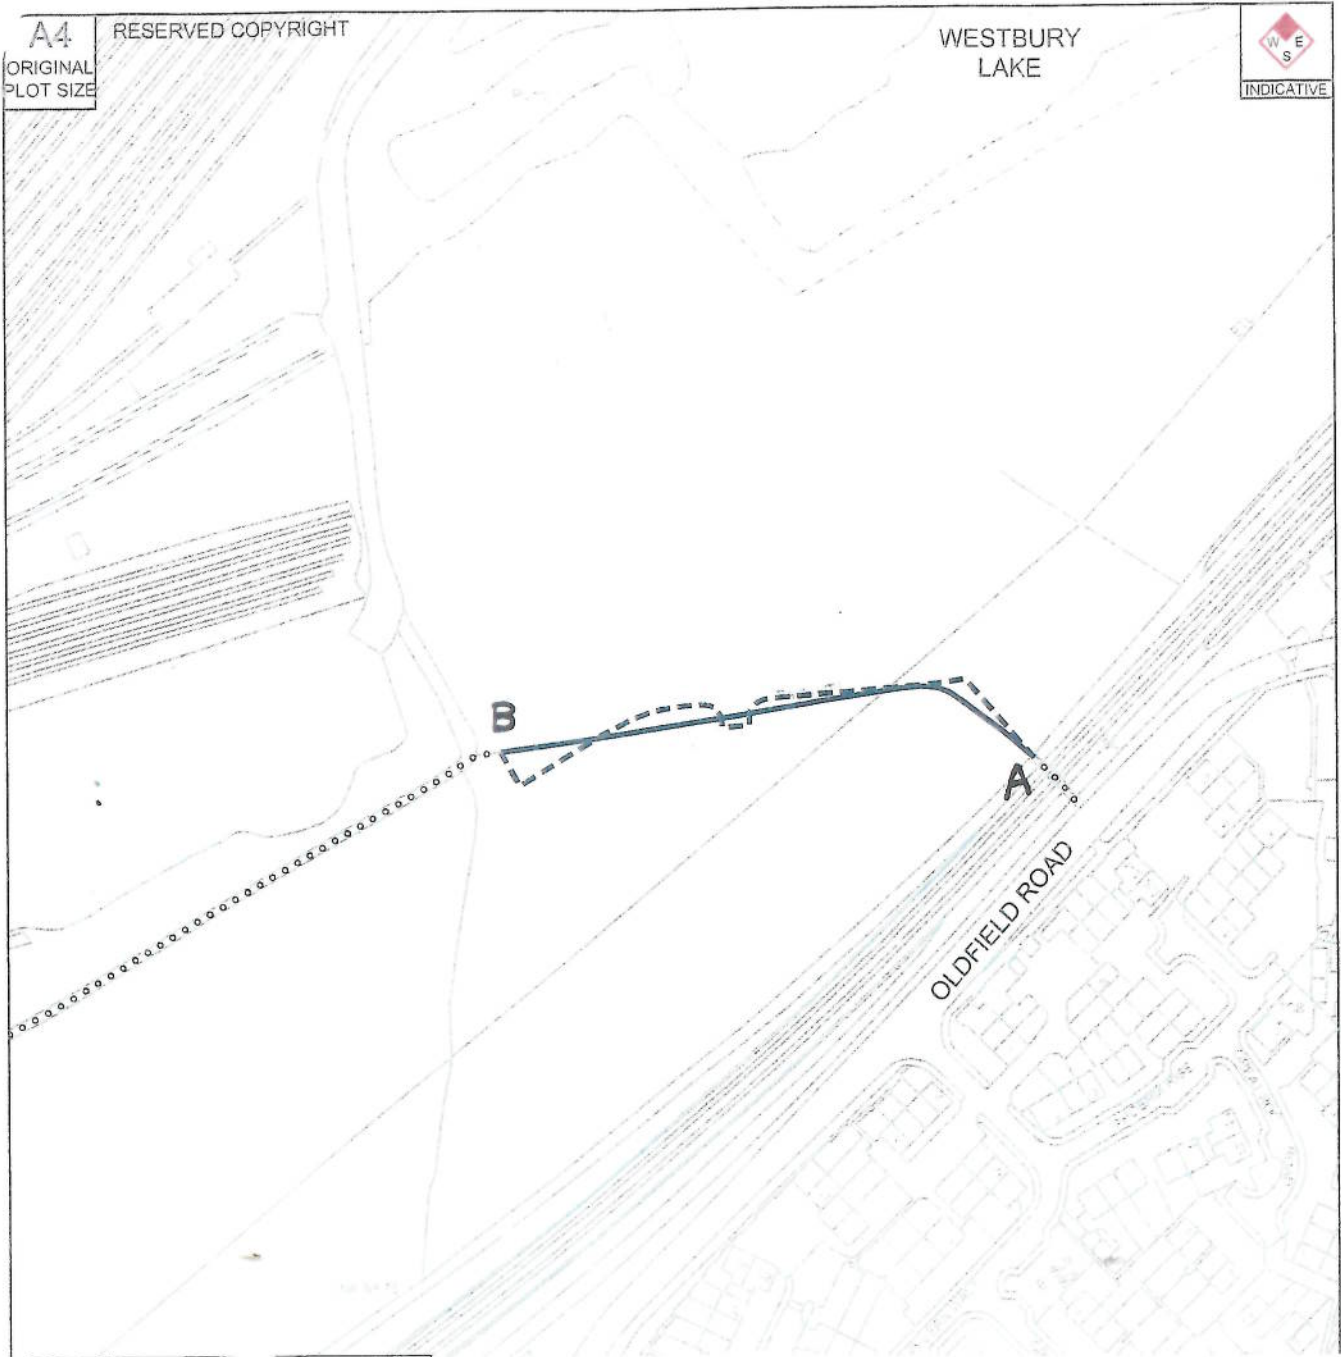 A4
ORIGINAL
PLOT SIZE
RESERVED COPYRIGHT
WESTBURY
LAKE
W E
S
INDICATIVE
B
A
OLDFIELD ROAD